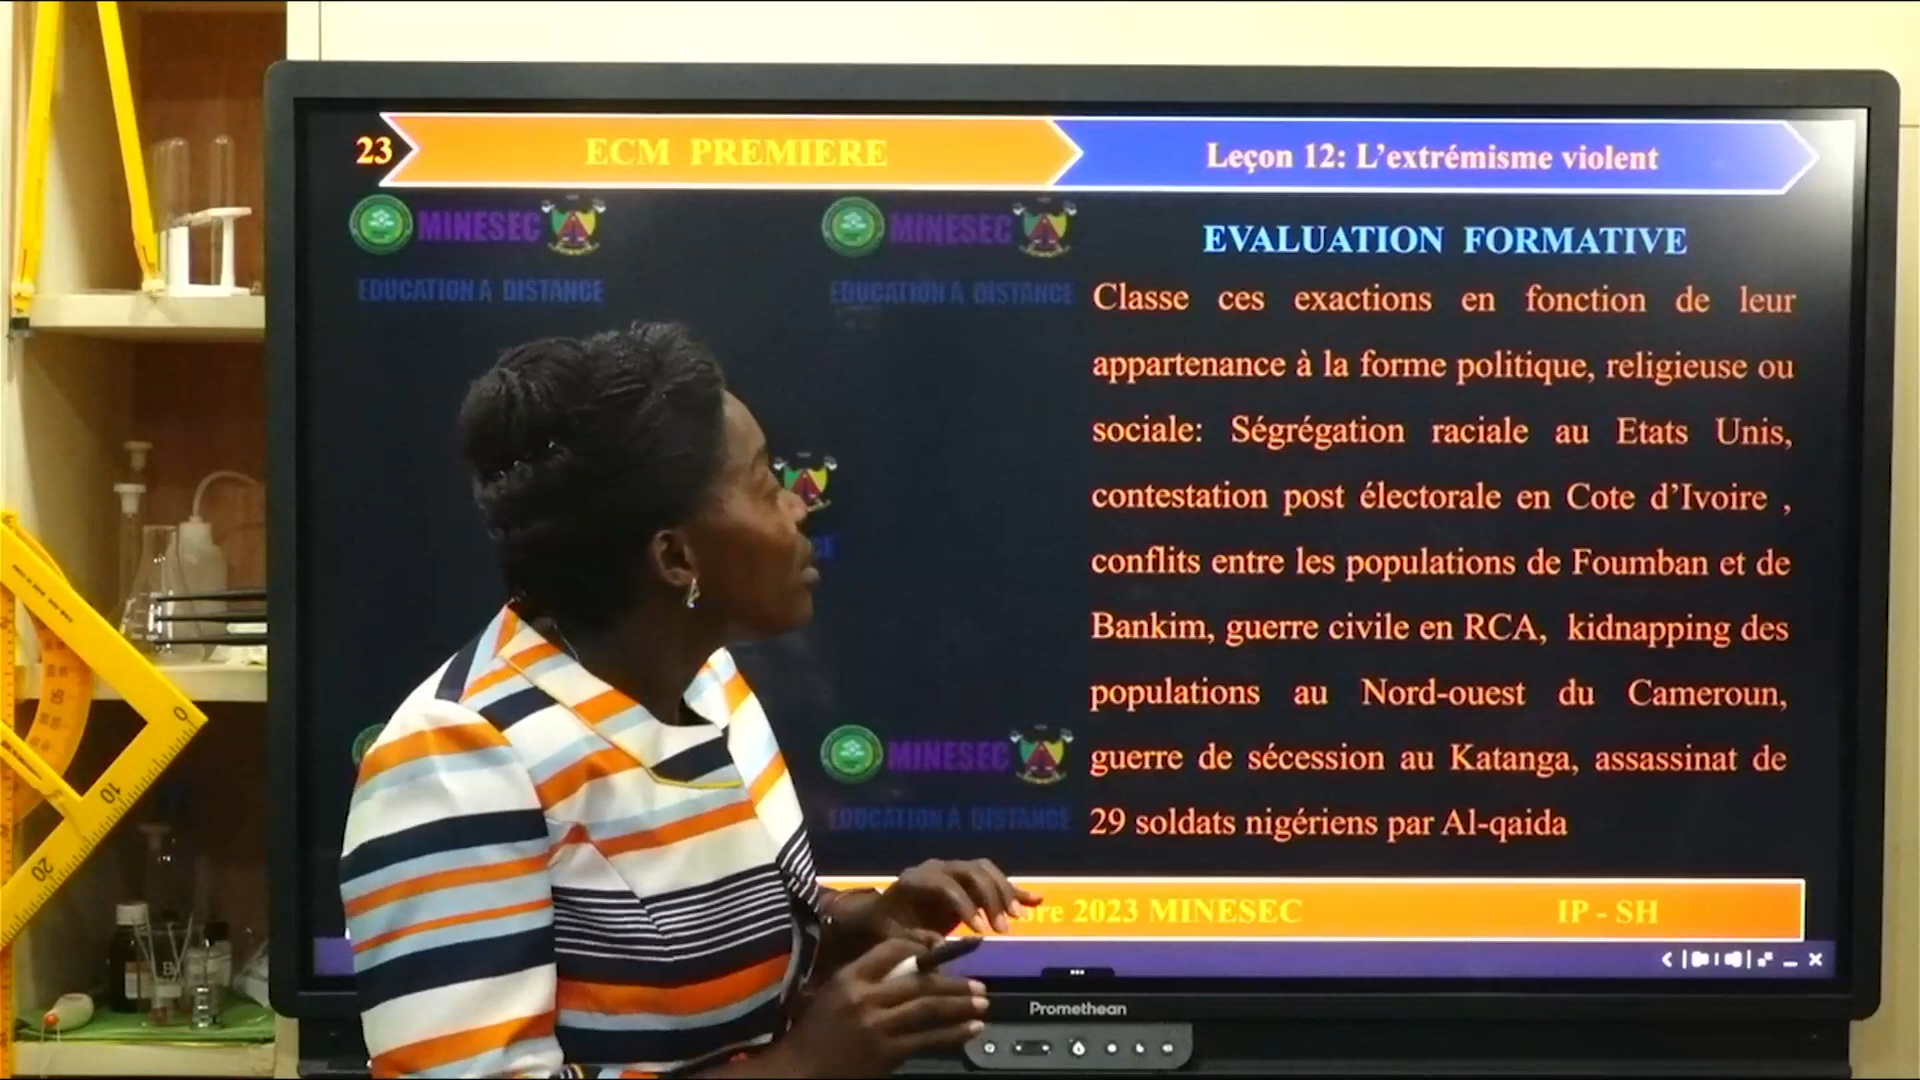 23
ECM PREMIERE
Leçon 12: L'extrémisme violent
MINESEC
EDUCATION A DISTANCE
MINESEC
EDUCATION A DISTANCE
EVALUATION FORMATIVE
Classe ces exactions en fonction de leur
appartenance à la forme politique, religieuse ou
sociale: Ségrégation raciale au Etats Unis,
contestation post électorale en Cote d'Ivoire ,
conflits entre les populations de Foumban et de
Bankim, guerre civile en RCA, kidnapping des
populations au Nord-ouest du Cameroun,
guerre de sécession au Katanga, assassinat de
29 soldats nigériens par Al-qaida
MINESEC
EDUCATION A DISTANCE
2023 MINESEC
IP - SH
Promethean
0
10
20